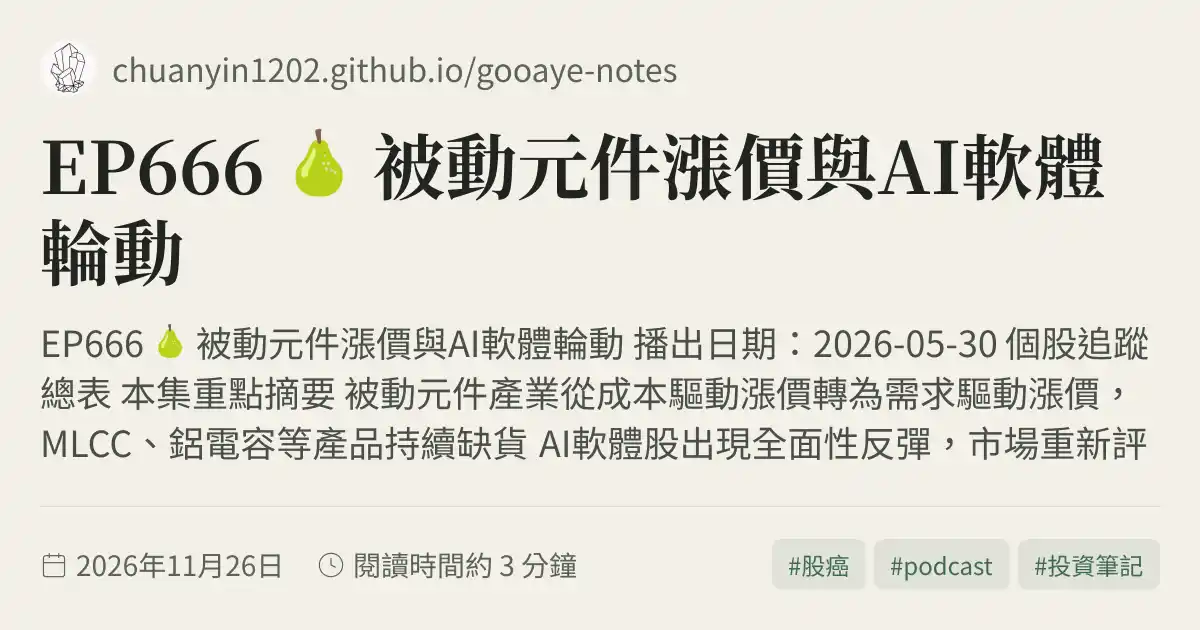 chuanyin1202.github.io/gooaye-notes
EP666 🍐 被動元件漲價與AI軟體
輪動
EP666 🍐 被動元件漲價與AI軟體輪動 播出日期：2026-05-30 個股追蹤
總表 本集重點摘要 被動元件產業從成本驅動漲價轉為需求驅動漲價，
MLCC、鋁電容等產品持續缺貨 AI軟體股出現全面性反彈，市場重新評
2026年11月26日 閱讀時間約 3 分鐘 #股癌 #podcast #投資筆記